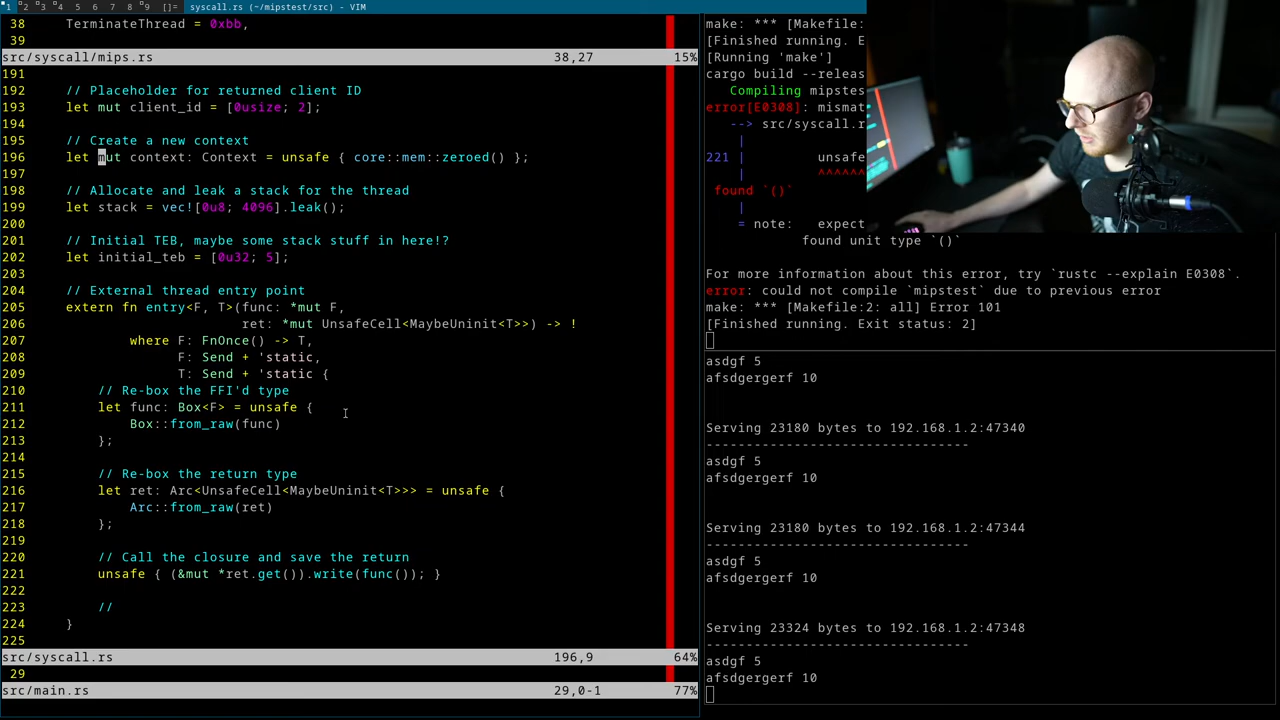 1 2 3 4 5 6 7 8 9 []= syscall.rs (~/mipstest/src) - VIM
38     TerminateThread = 0xbb,
39
src/syscall/mips.rs 38,27 15%
191
192     // Placeholder for returned client ID
193     let mut client_id = [0usize; 2];
194
195     // Create a new context
196     let mut context: Context = unsafe { core::mem::zeroed() };
197
198     // Allocate and leak a stack for the thread
199     let stack = vec![0u8; 4096].leak();
200
201     // Initial TEB, maybe some stack stuff in here!?
202     let initial_teb = [0u32; 5];
203
204     // External thread entry point
205     extern fn entry<F, T>(func: *mut F,
206                           ret: *mut UnsafeCell<MaybeUninit<T>>) -> !
207             where F: FnOnce() -> T,
208                   F: Send + 'static,
209                   T: Send + 'static {
210         // Re-box the FFI'd type
211         let func: Box<F> = unsafe {
212             Box::from_raw(func)
213         };
214
215         // Re-box the return type
216         let ret: Arc<UnsafeCell<MaybeUninit<T>>> = unsafe {
217             Arc::from_raw(ret)
218         };
219
220         // Call the closure and save the return
221         unsafe { (&mut *ret.get()).write(func()); }
222
223         //
224     }
225
src/syscall.rs 196,9 64%
29
src/main.rs 29,0-1 77%
make: *** [Makefile:
[Finished running. E
[Running 'make']
cargo build --releas
   Compiling mipstes
error[E0308]: mismat
   --> src/syscall.r
    |
221 |         unsafe
    |         ^^^^^^
 found `()`
    |
    = note:   expect
            found unit type `()`

For more information about this error, try `rustc --explain E0308`.
error: could not compile `mipstest` due to previous error
make: *** [Makefile:2: all] Error 101
[Finished running. Exit status: 2]
asdgf 5
afsdgergerf 10

Serving 23180 bytes to 192.168.1.2:47340
---------------------------------
asdgf 5
afsdgergerf 10

Serving 23180 bytes to 192.168.1.2:47344
---------------------------------
asdgf 5
afsdgergerf 10

Serving 23324 bytes to 192.168.1.2:47348
---------------------------------
asdgf 5
afsdgergerf 10